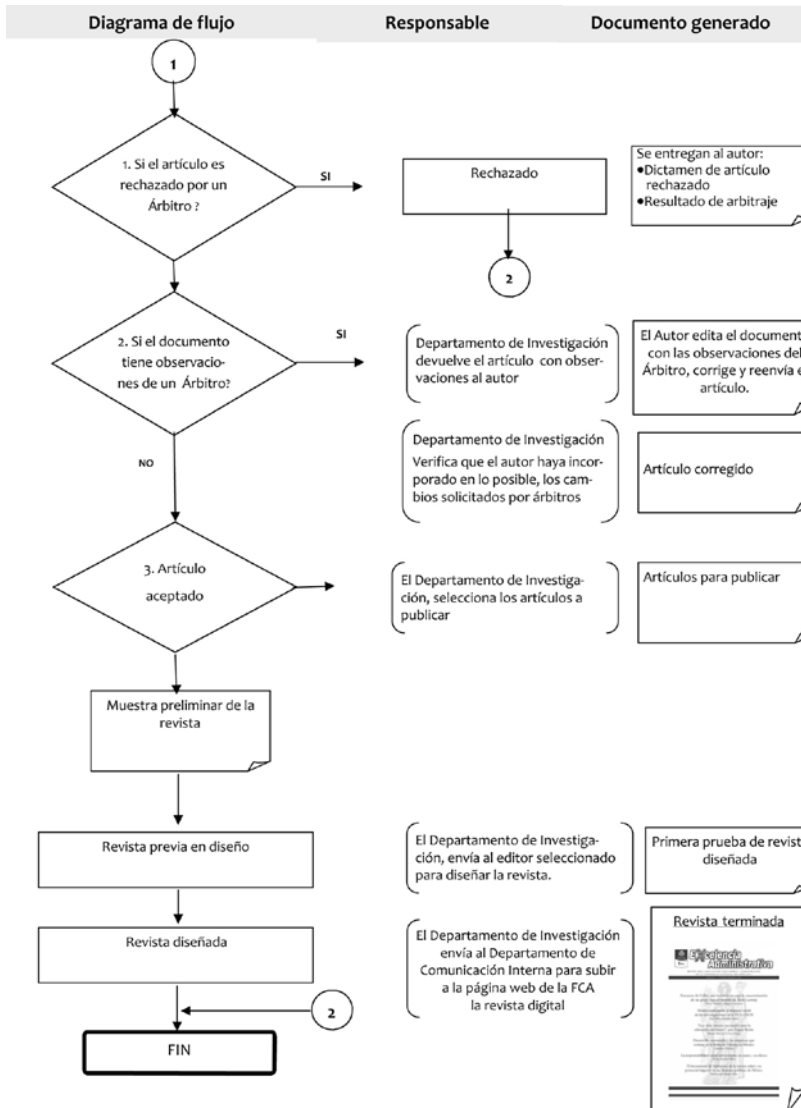 Diagrama de flujo
Responsable
Documento generado
1
1. Si el artículo es
rechazado por un
Árbitro ?
SI
Rechazado
Se entregan al autor:
•Dictamen de artículo
rechazado
•Resultado de arbitraje
2
2. Si el documento
tiene observacio-
nes de un Árbitro?
SI
Departamento de Investigación
devuelve el artículo con obser-
vaciones al autor
El Autor edita el document
con las observaciones del
Árbitro, corrige y reenvía e
artículo.
NO
Departamento de Investigación
Verifica que el autor haya incor-
porado en lo posible, los cam-
bios solicitados por árbitros
Artículo corregido
3. Artículo
aceptado
El Departamento de Investiga-
ción, selecciona los artículos a
publicar
Artículos para publicar
Muestra preliminar de la
revista
Revista previa en diseño
El Departamento de Investiga-
ción, envía al editor seleccionado
para diseñar la revista.
Primera prueba de revist
diseñada
Revista diseñada
El Departamento de Investigación
envía al Departamento de
Comunicación Interna para subir
a la página web de la FCA
la revista digital
Revista terminada
Excelencia
Administrativa
2
FIN